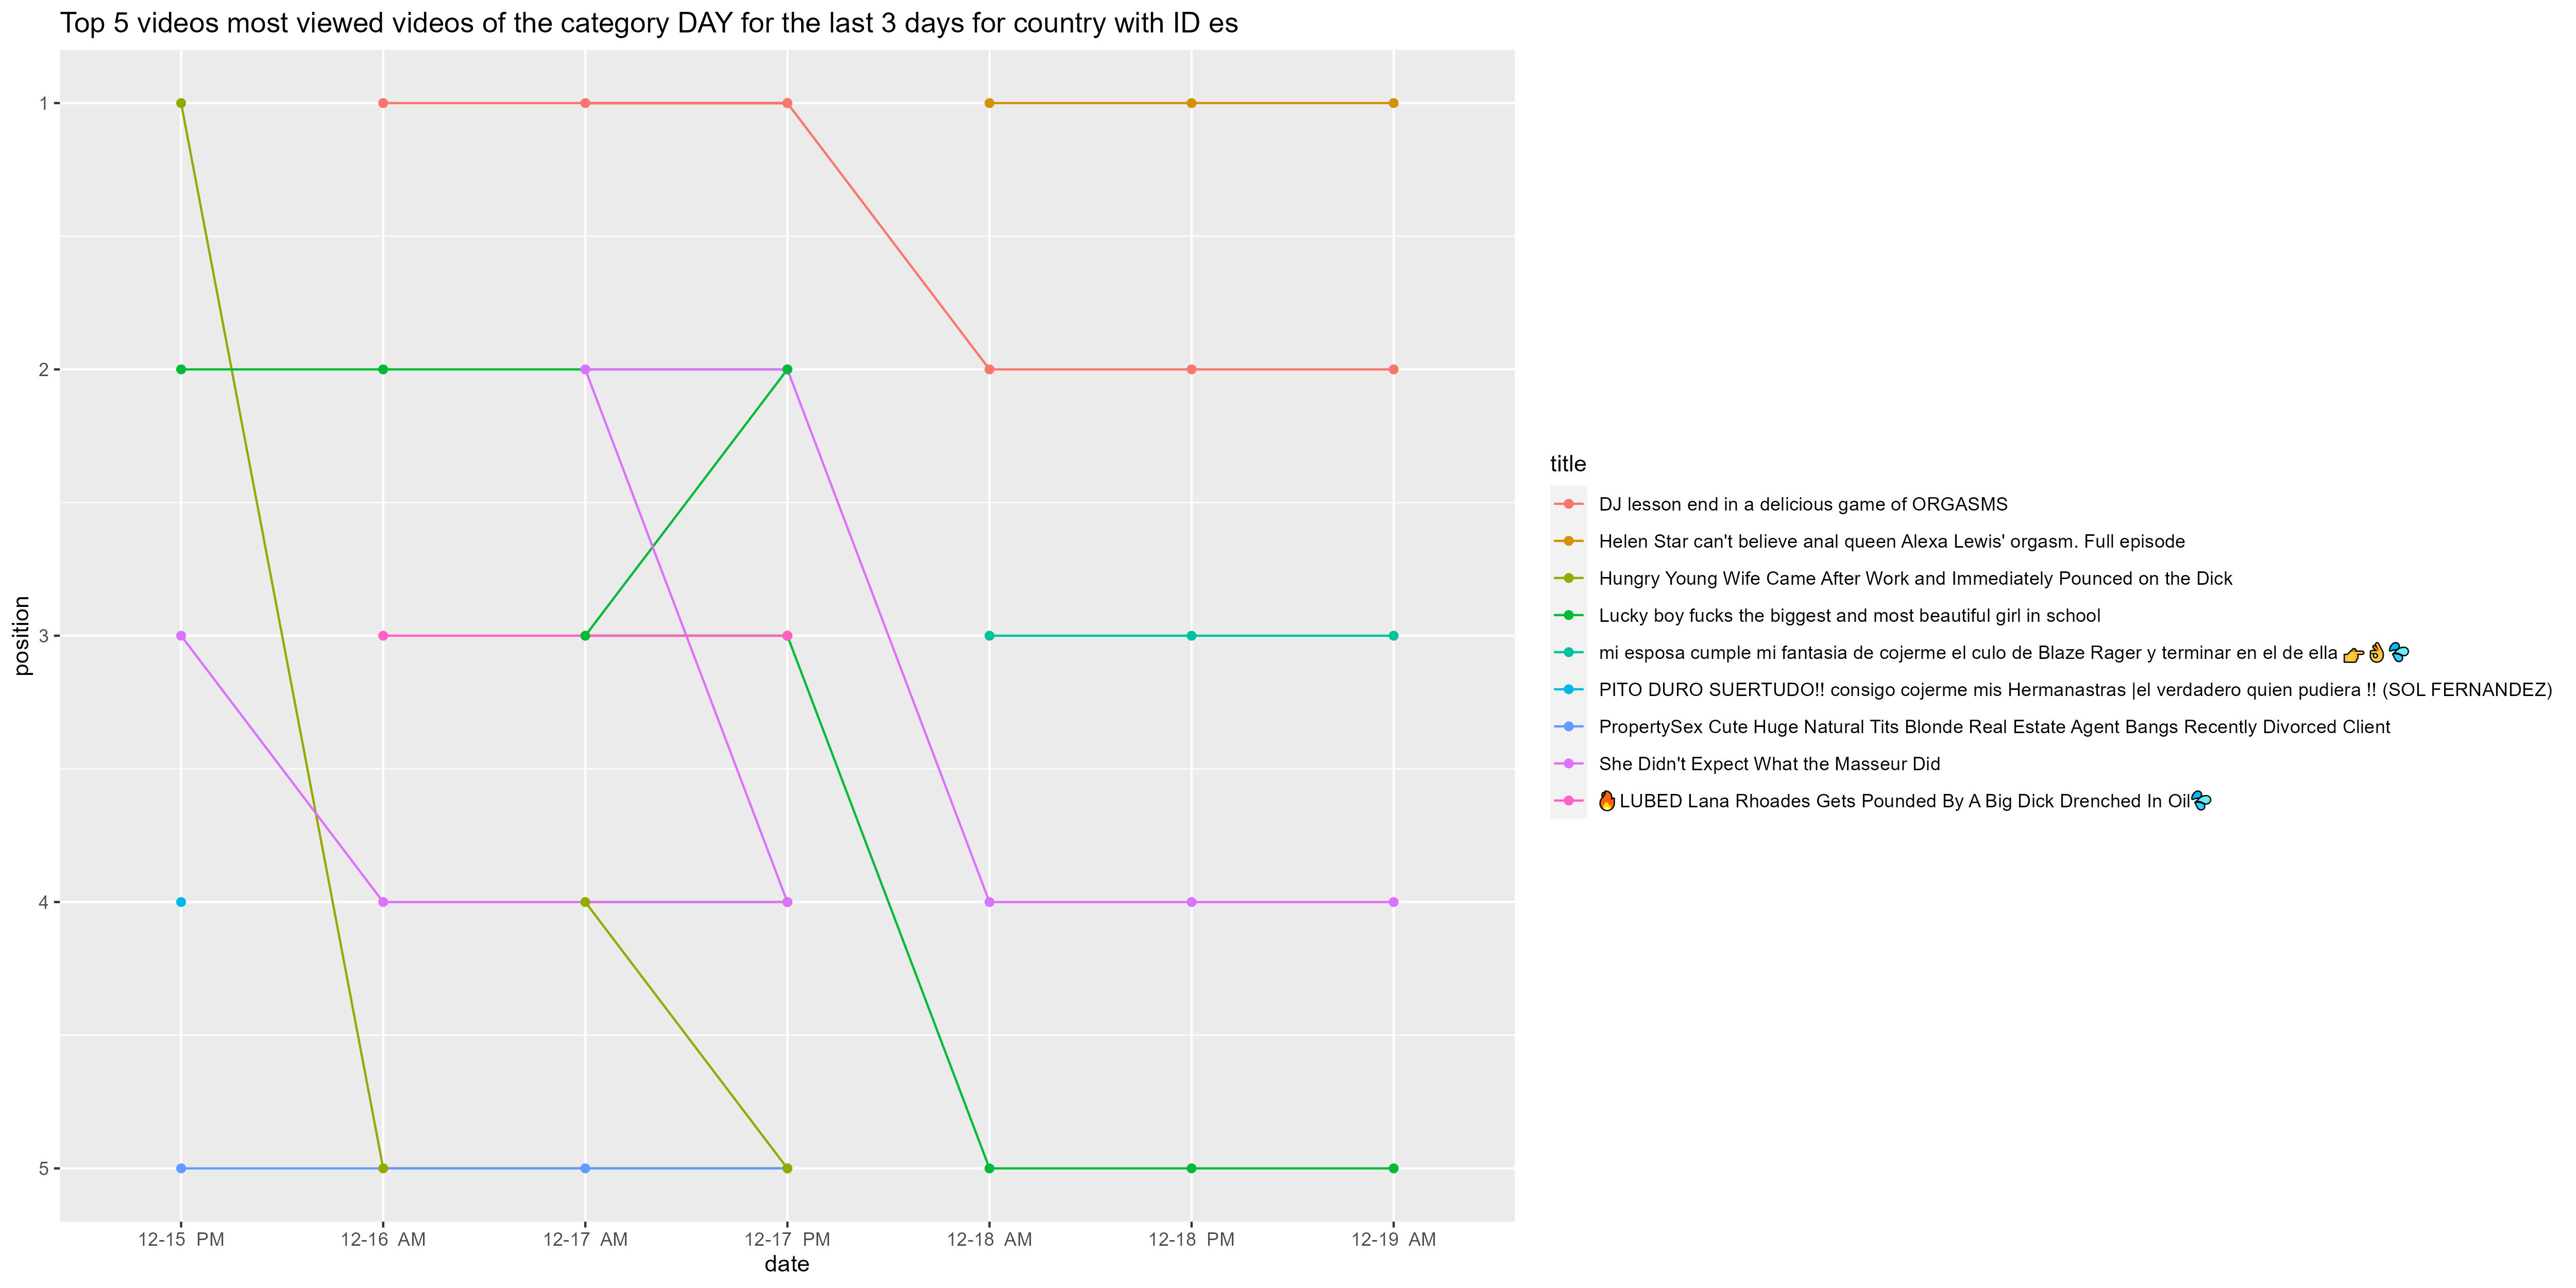 Top 5 videos most viewed videos of the category DAY for the last 3 days for country with ID es
1
2
3
4
5
position
12-15 PM
12-16 AM
12-17 AM
12-17 PM
12-18 AM
12-18 PM
12-19 AM
date
title
DJ lesson end in a delicious game of ORGASMS
Helen Star can't believe anal queen Alexa Lewis' orgasm. Full episode
Hungry Young Wife Came After Work and Immediately Pounced on the Dick
Lucky boy fucks the biggest and most beautiful girl in school
mi esposa cumple mi fantasia de cojerme el culo de Blaze Rager y terminar en el de ella 👉👌💦
PITO DURO SUERTUDO!! consigo cojerme mis Hermanastras |el verdadero quien pudiera !! (SOL FERNANDEZ)
PropertySex Cute Huge Natural Tits Blonde Real Estate Agent Bangs Recently Divorced Client
She Didn't Expect What the Masseur Did
🔥LUBED Lana Rhoades Gets Pounded By A Big Dick Drenched In Oil💦